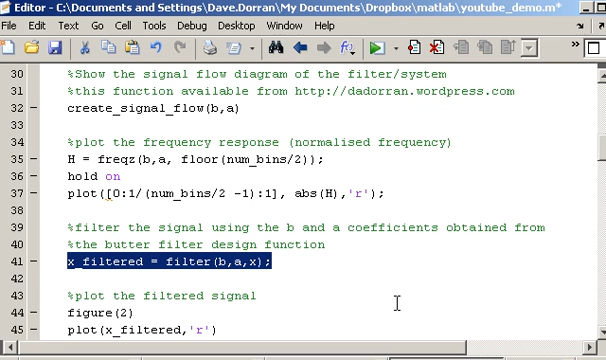 Editor - C:\Documents and Settings\Dave.Dorran\My Documents\Dropbox\matlab\youtube_demo.m*
File Edit Text Go Cell Tools Debug Desktop Window Help
30 %Show the signal flow diagram of the filter/system
31 %this function available from http://dadorran.wordpress.com
32 - create_signal_flow(b,a)
33
34 %plot the frequency response (normalised frequency)
35 - H = freqz(b,a, floor(num_bins/2));
36 - hold on
37 - plot([0:1/(num_bins/2 -1):1], abs(H),'r');
38
39 %filter the signal using the b and a coefficients obtained from
40 %the butter filter design function
41 - x_filtered = filter(b,a,x);
42
43 %plot the filtered signal
44 - figure(2)
45 - plot(x_filtered,'r')